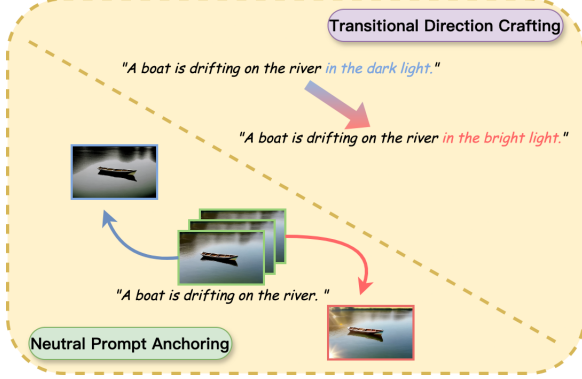 Transitional Direction Crafting
"A boat is drifting on the river in the dark light."
"A boat is drifting on the river in the bright light."
"A boat is drifting on the river. "
Neutral Prompt Anchoring